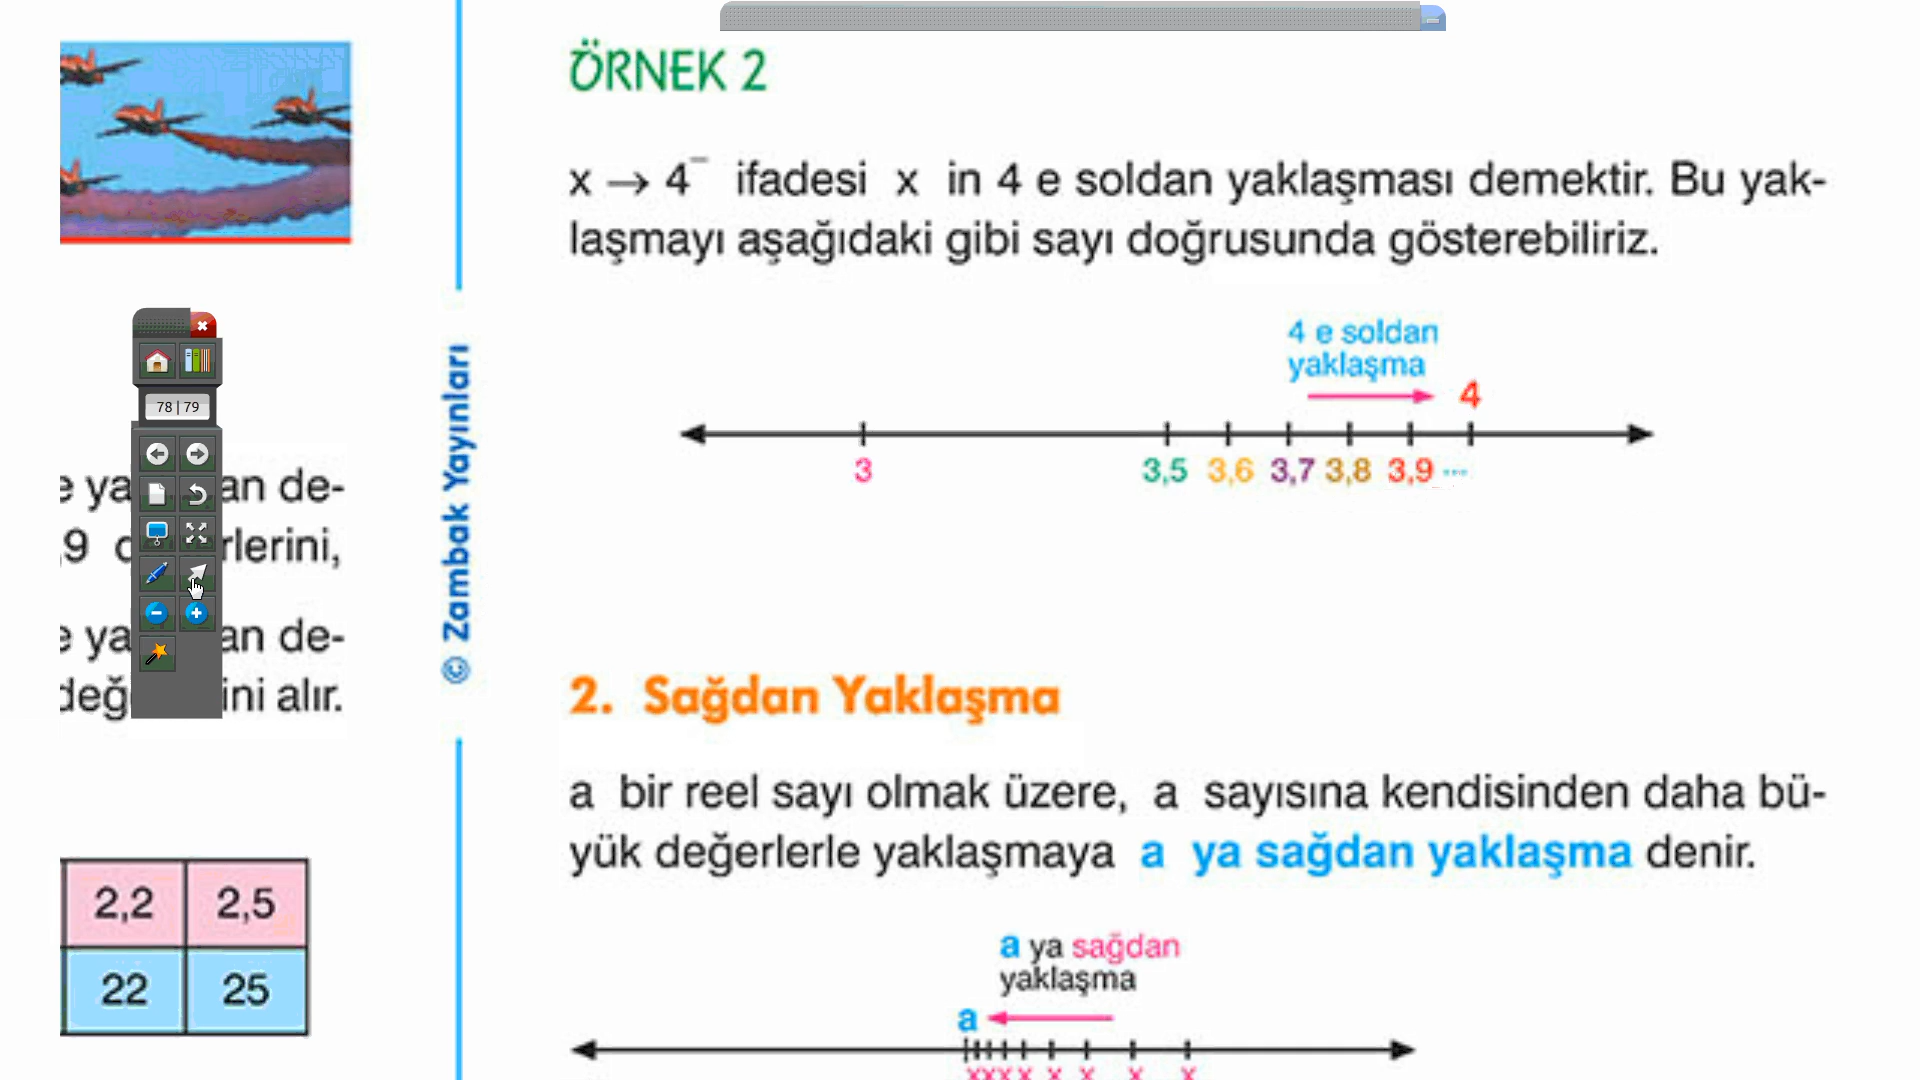 ÖRNEK 2
x → 4⁻ ifadesi x in 4 e soldan yaklaşması demektir. Bu yak-
laşmayı aşağıdaki gibi sayı doğrusunda gösterebiliriz.
4 e soldan
yaklaşma
4
3 3,5 3,6 3,7 3,8 3,9 ...
2. Sağdan Yaklaşma
a bir reel sayı olmak üzere, a sayısına kendisinden daha bü-
yük değerlerle yaklaşmaya a ya sağdan yaklaşma denir.
a ya sağdan
yaklaşma
a
x x x x x x x x
© Zambak Yayınları
78 | 79
an de-
,9 rlerini,
an de-
ini alır.
2,2 2,5
22 25